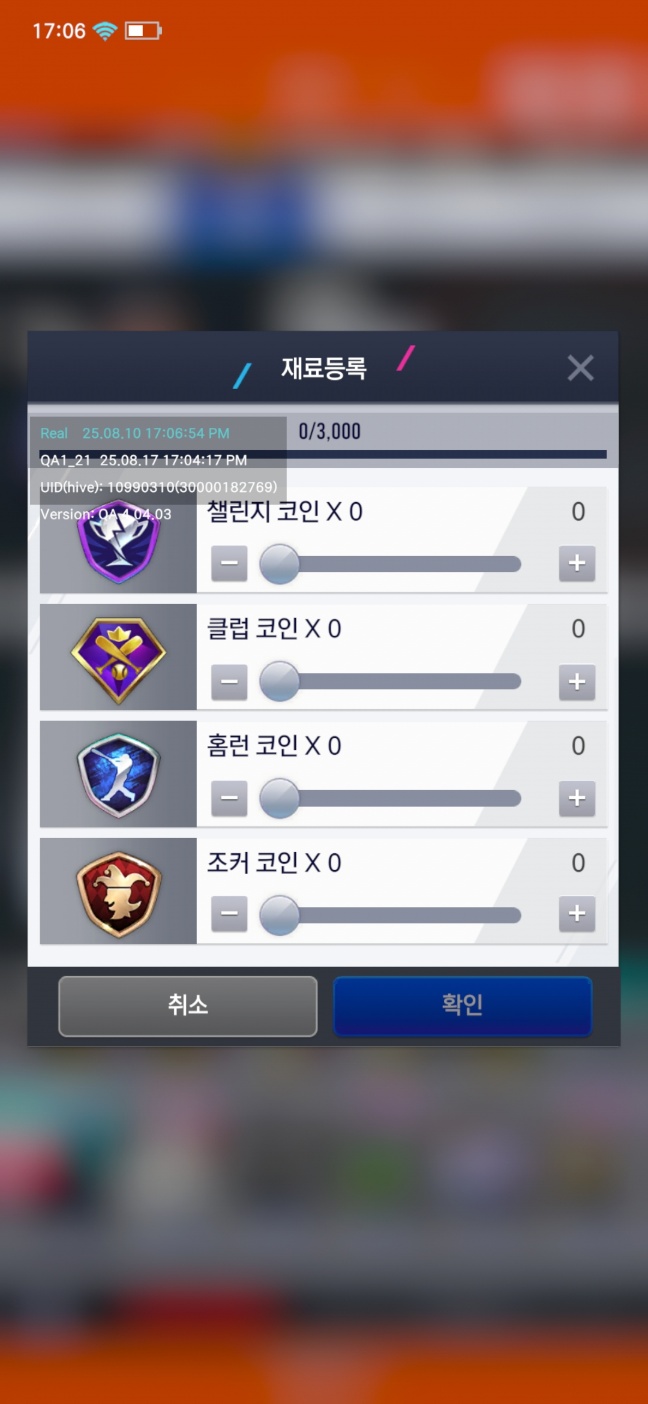 17:06
재료등록
0/3,000
Real 25.08.10 17:06:54 PM
QA1_21 25.08.17 17:04:17 PM
UID(hive): 10990310(30000182769)
Version: QA 4.04.03
챌린지 코인 X 0
0
클럽 코인 X 0
0
홈런 코인 X 0
0
조커 코인 X 0
0
취소
확인